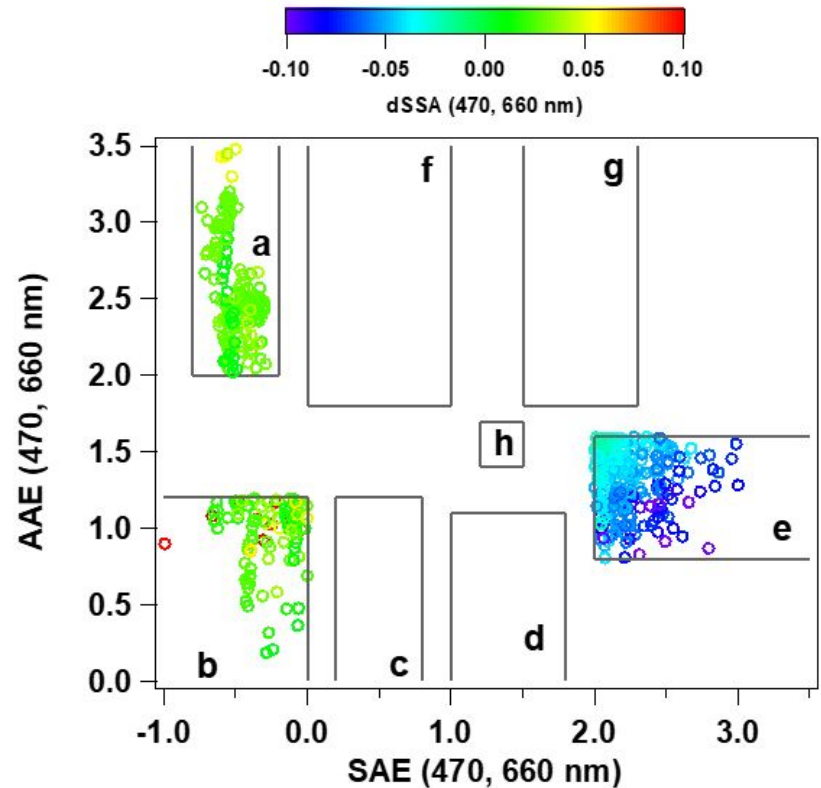 -0.10 -0.05 0.00 0.05 0.10
dSSA (470, 660 nm)
3.5
3.0
2.5
2.0
1.5
1.0
0.5
0.0
AAE (470, 660 nm)
a
f
g
h
e
b
c
d
-1.0 0.0 1.0 2.0 3.0
SAE (470, 660 nm)